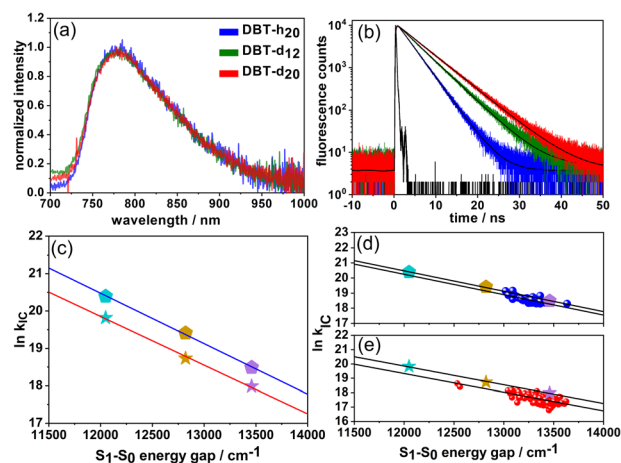 (a)
DBT-h20
DBT-d12
DBT-d20
normalized intensity
1.2
1.0
0.8
0.6
0.4
0.2
0.0
700 750 800 850 900 950 1000
wavelength / nm
(b)
fluorescence counts
10^4
10^3
10^2
10^1
10^0
-10 0 10 20 30 40 50
time / ns
(c)
ln kIC
22
21
20
19
18
17
11500 12000 12500 13000 13500 14000
S1-S0 energy gap / cm-1
(d)
ln kIC
23
22
21
20
19
18
17
(e)
22
21
20
19
18
17
16
11500 12000 12500 13000 13500 14000
S1-S0 energy gap / cm-1